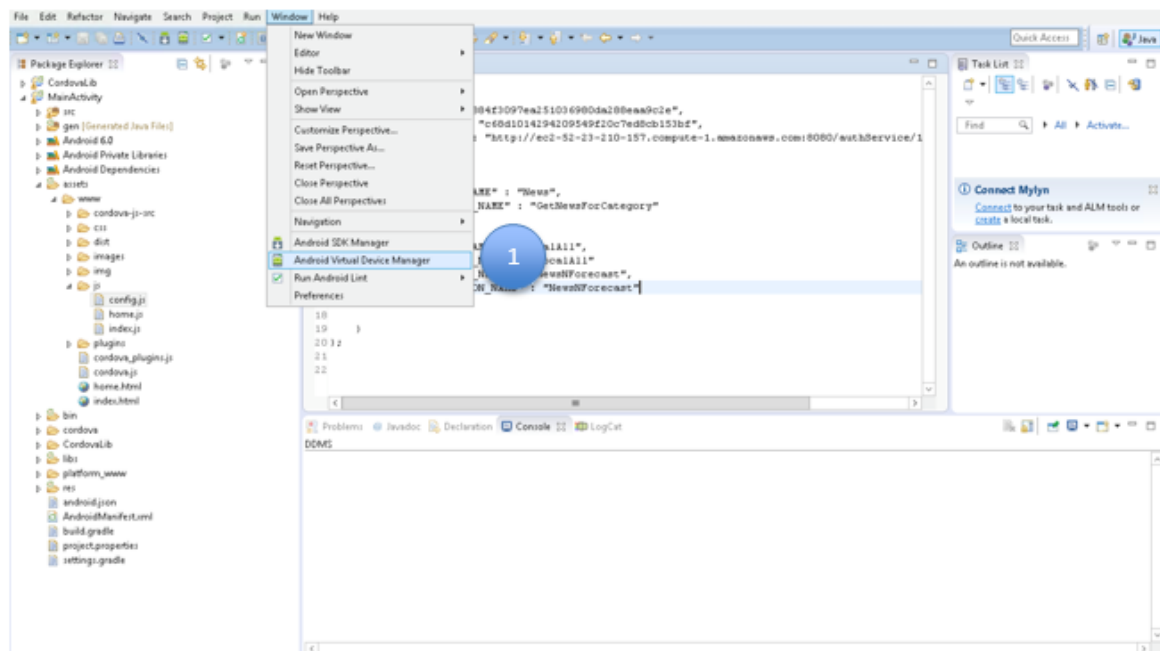 File Edit Refactor Navigate Search Project Run Window Help
Quick Access
Java
Package Explorer
CordovaLib
MainActivity
src
gen [Generated Java Files]
Android 6.0
Android Private Libraries
Android Dependencies
assets
www
cordova-js-src
css
dist
images
img
js
config.js
home.js
index.js
plugins
cordova_plugins.js
cordova.js
home.html
index.html
bin
cordova
CordovaLib
libs
platform_www
res
android.json
AndroidManifest.xml
build.gradle
project.properties
settings.gradle
New Window
Editor
Hide Toolbar
Open Perspective
Show View
Customize Perspective...
Save Perspective As...
Reset Perspective...
Close Perspective
Close All Perspectives
Navigation
Android SDK Manager
Android Virtual Device Manager
Run Android Lint
Preferences
1
: "http://ec2-52-23-210-157.compute-1.amazonaws.com:8080/authService/1
AME" : "News",
_NAME" : "GetNewsForCategory"
calAll",
ocalAll"
ewsNForecast",
ON_NAME" : "NewsNForecast"
18
19 }
20 };
21
22
Task List
Find All Activate...
Connect Mylyn
Connect to your task and ALM tools or
create a local task.
Outline
An outline is not available.
Problems Javadoc Declaration Console LogCat
DDMS